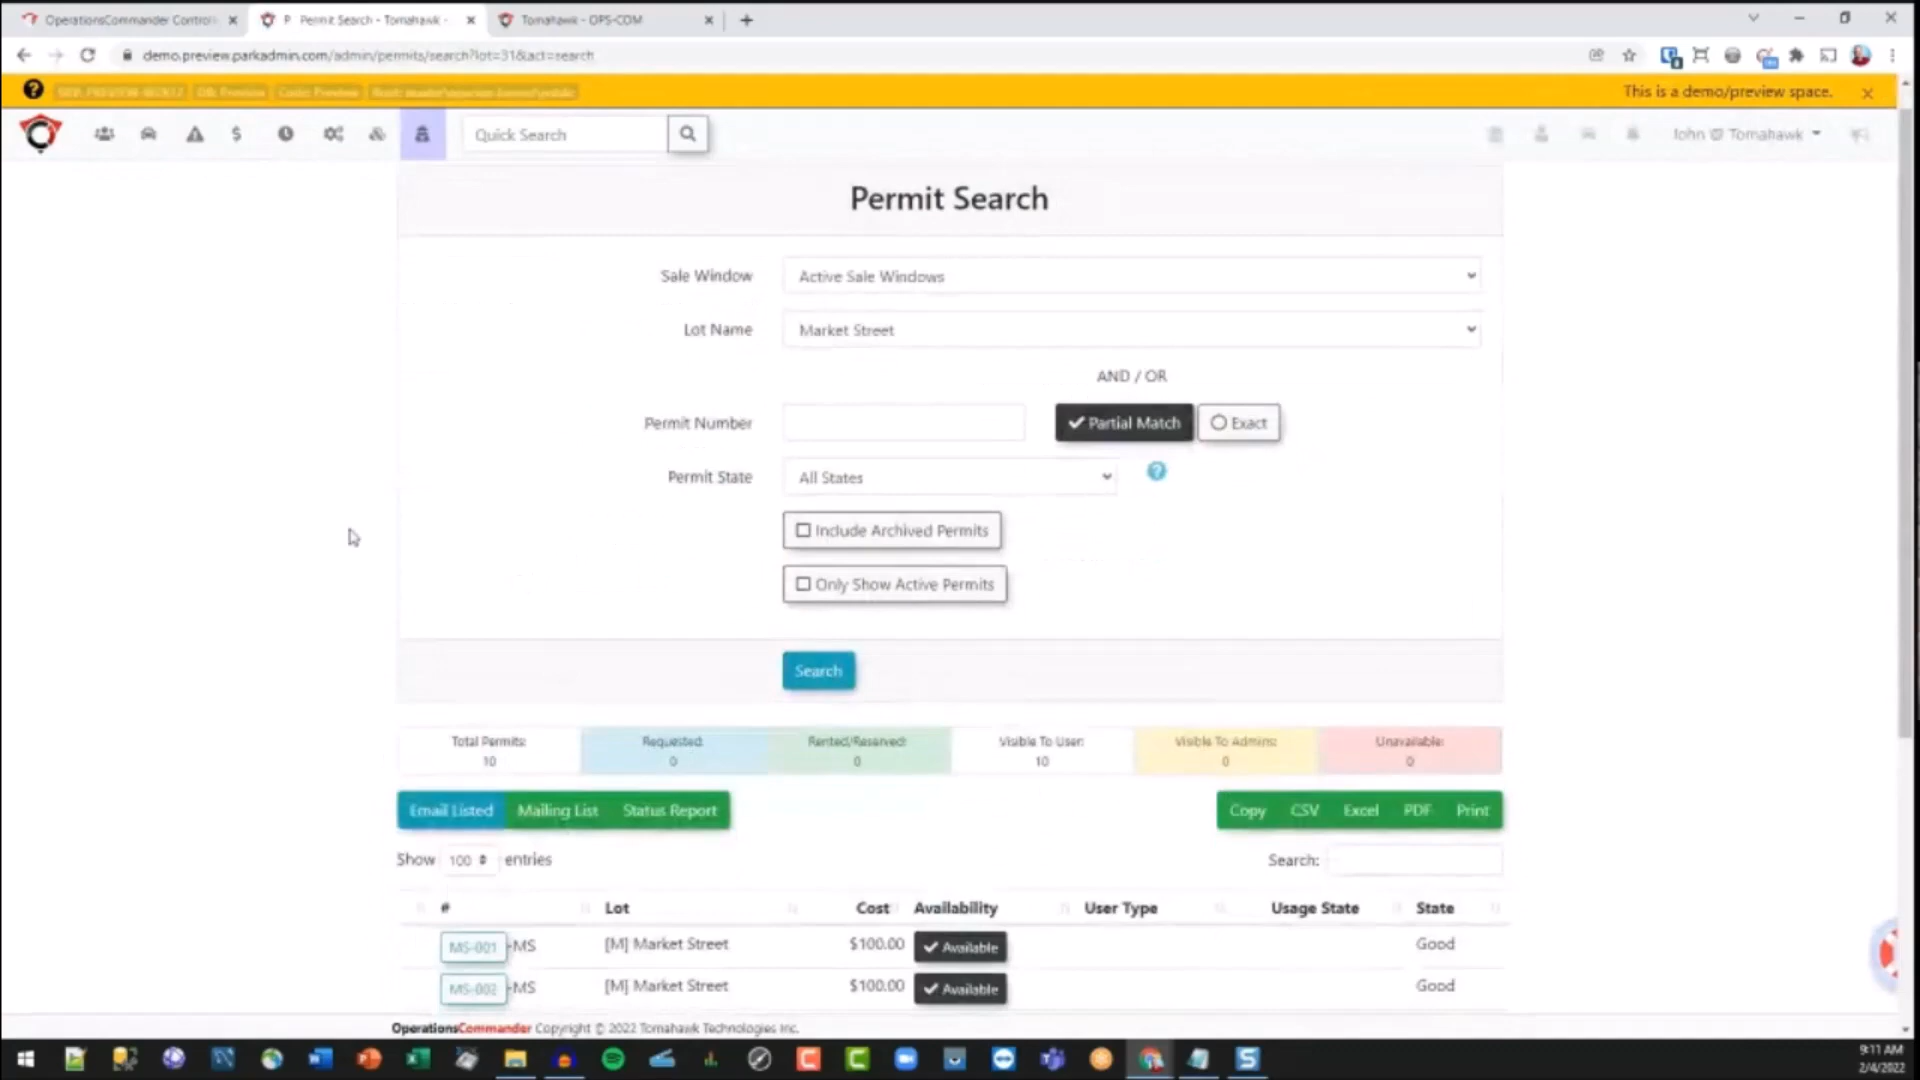 OperationsCommander Control
P Permit Search - Tomahawk -
Tomahawk - OPS-COM
demo.preview.parkadmin.com/admin/permits/search?lot=31&act=search
This is a demo/preview space.
Quick Search
John @ Tomahawk
Permit Search
Sale Window
Active Sale Windows
Lot Name
Market Street
AND / OR
Permit Number
Partial Match
Exact
Permit State
All States
Include Archived Permits
Only Show Active Permits
Search
Total Permits: Requested: Rented/Reserved: Visible To User: Visible To Admins: Unavailable:
10 0 0 10 0 0
Email Listed Mailing List Status Report
Copy CSV Excel PDF Print
Show 100 entries
Search:
# Lot Cost Availability User Type Usage State State
MS-001 -MS [M] Market Street $100.00 Available Good
MS-002 -MS [M] Market Street $100.00 Available Good
OperationsCommander Copyright © 2022 Tomahawk Technologies Inc.
9:11 AM
2/4/2022